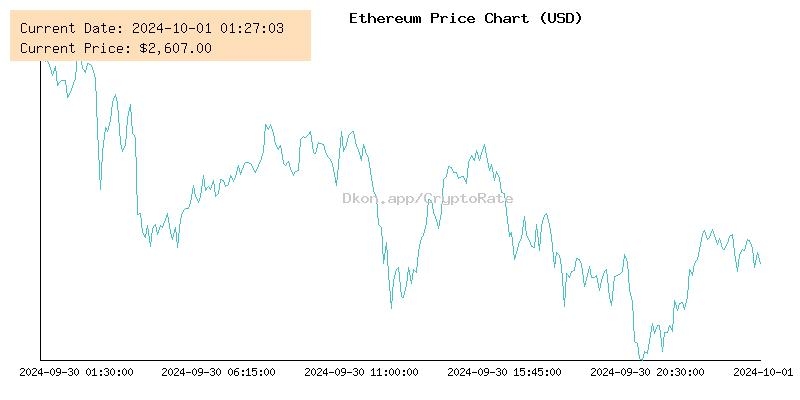 Ethereum Price Chart (USD)
Current Date: 2024-10-01 01:27:03
Current Price: $2,607.00
Dkon.app/CryptoRate
2024-09-30 01:30:00
2024-09-30 06:15:00
2024-09-30 11:00:00
2024-09-30 15:45:00
2024-09-30 20:30:00
2024-10-01